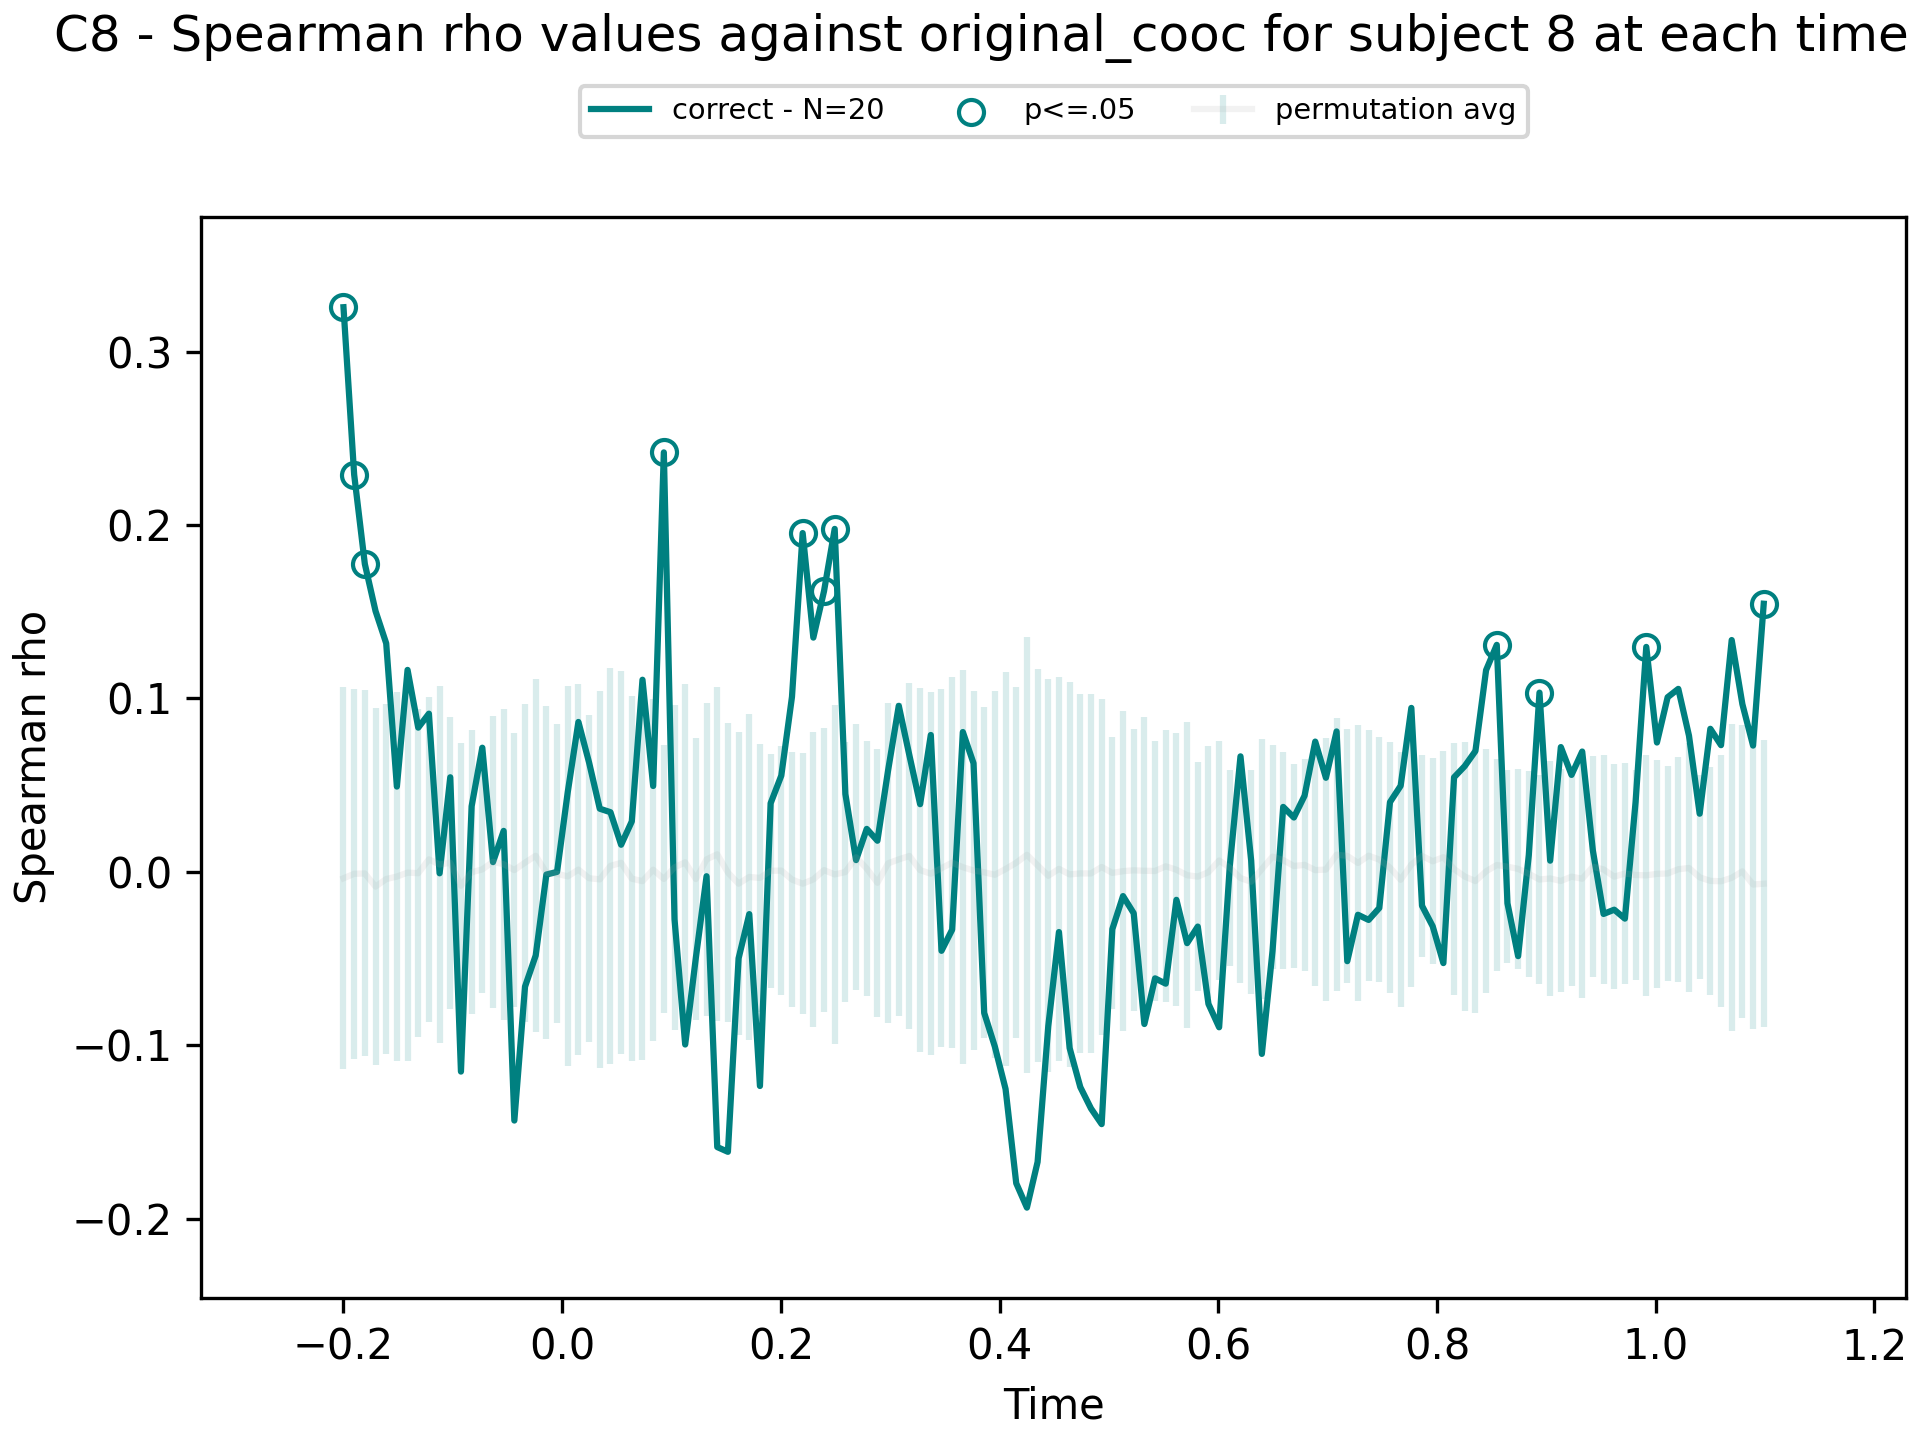 C8 - Spearman rho values against original_cooc for subject 8 at each time
correct - N=20
p<=.05
permutation avg
0.3
0.2
0.1
0.0
−0.1
−0.2
Spearman rho
−0.2
0.0
0.2
0.4
0.6
0.8
1.0
1.2
Time